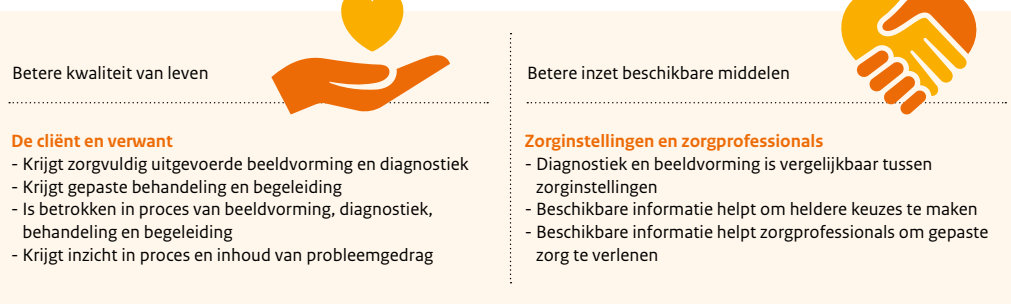 Betere kwaliteit van leven
De cliënt en verwant
- Krijgt zorgvuldig uitgevoerde beeldvorming en diagnostiek
- Krijgt gepaste behandeling en begeleiding
- Is betrokken in proces van beeldvorming, diagnostiek,
behandeling en begeleiding
- Krijgt inzicht in proces en inhoud van probleemgedrag
Betere inzet beschikbare middelen
Zorginstellingen en zorgprofessionals
- Diagnostiek en beeldvorming is vergelijkbaar tussen
zorginstellingen
- Beschikbare informatie helpt om heldere keuzes te maken
- Beschikbare informatie helpt zorgprofessionals om gepaste
zorg te verlenen